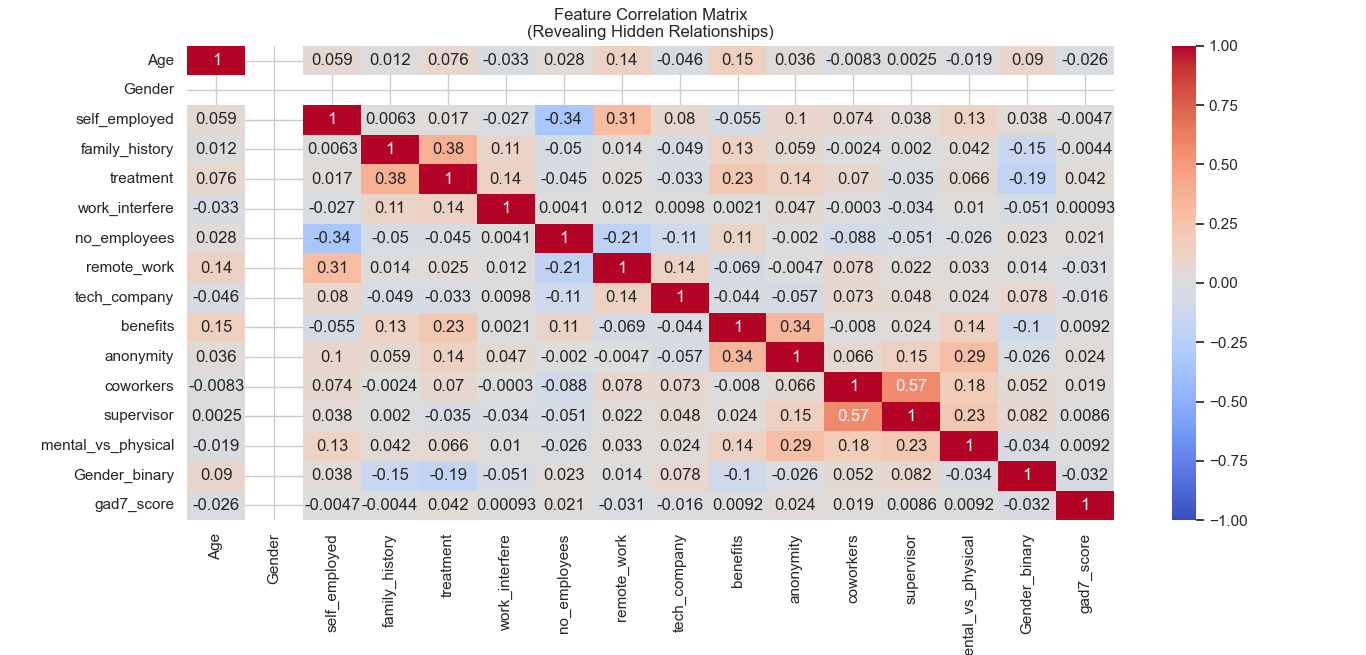 Feature Correlation Matrix
(Revealing Hidden Relationships)
Age 1 0.059 0.012 0.076 -0.033 0.028 0.14 -0.046 0.15 0.036 -0.0083 0.0025 -0.019 0.09 -0.026
Gender
self_employed 0.059 1 0.0063 0.017 -0.027 -0.34 0.31 0.08 -0.055 0.1 0.074 0.038 0.13 0.038 -0.0047
family_history 0.012 0.0063 1 0.38 0.11 -0.05 0.014 -0.049 0.13 0.059 -0.0024 0.002 0.042 -0.15 -0.0044
treatment 0.076 0.017 0.38 1 0.14 -0.045 0.025 -0.033 0.23 0.14 0.07 -0.035 0.066 -0.19 0.042
work_interfere -0.033 -0.027 0.11 0.14 1 0.0041 0.012 0.0098 0.0021 0.047 -0.0003 -0.034 0.01 -0.051 0.00093
no_employees 0.028 -0.34 -0.05 -0.045 0.0041 1 -0.21 -0.11 0.11 -0.002 -0.088 -0.051 -0.026 0.023 0.021
remote_work 0.14 0.31 0.014 0.025 0.012 -0.21 1 0.14 -0.069 -0.0047 0.078 0.022 0.033 0.014 -0.031
tech_company -0.046 0.08 -0.049 -0.033 0.0098 -0.11 0.14 1 -0.044 -0.057 0.073 0.048 0.024 0.078 -0.016
benefits 0.15 -0.055 0.13 0.23 0.0021 0.11 -0.069 -0.044 1 0.34 -0.008 0.024 0.14 -0.1 0.0092
anonymity 0.036 0.1 0.059 0.14 0.047 -0.002 -0.0047 -0.057 0.34 1 0.066 0.15 0.29 -0.026 0.024
coworkers -0.0083 0.074 -0.0024 0.07 -0.0003 -0.088 0.078 0.073 -0.008 0.066 1 0.57 0.18 0.052 0.019
supervisor 0.0025 0.038 0.002 -0.035 -0.034 -0.051 0.022 0.048 0.024 0.15 0.57 1 0.23 0.082 0.0086
mental_vs_physical -0.019 0.13 0.042 0.066 0.01 -0.026 0.033 0.024 0.14 0.29 0.18 0.23 1 -0.034 0.0092
Gender_binary 0.09 0.038 -0.15 -0.19 -0.051 0.023 0.014 0.078 -0.1 -0.026 0.052 0.082 -0.034 1 -0.032
gad7_score -0.026 -0.0047 -0.0044 0.042 0.00093 0.021 -0.031 -0.016 0.0092 0.024 0.019 0.0086 0.0092 -0.032 1
Age
Gender
self_employed
family_history
treatment
work_interfere
no_employees
remote_work
tech_company
benefits
anonymity
coworkers
supervisor
ental_vs_physical
Gender_binary
gad7_score
1.00
0.75
0.50
0.25
0.00
−0.25
−0.50
−0.75
−1.00